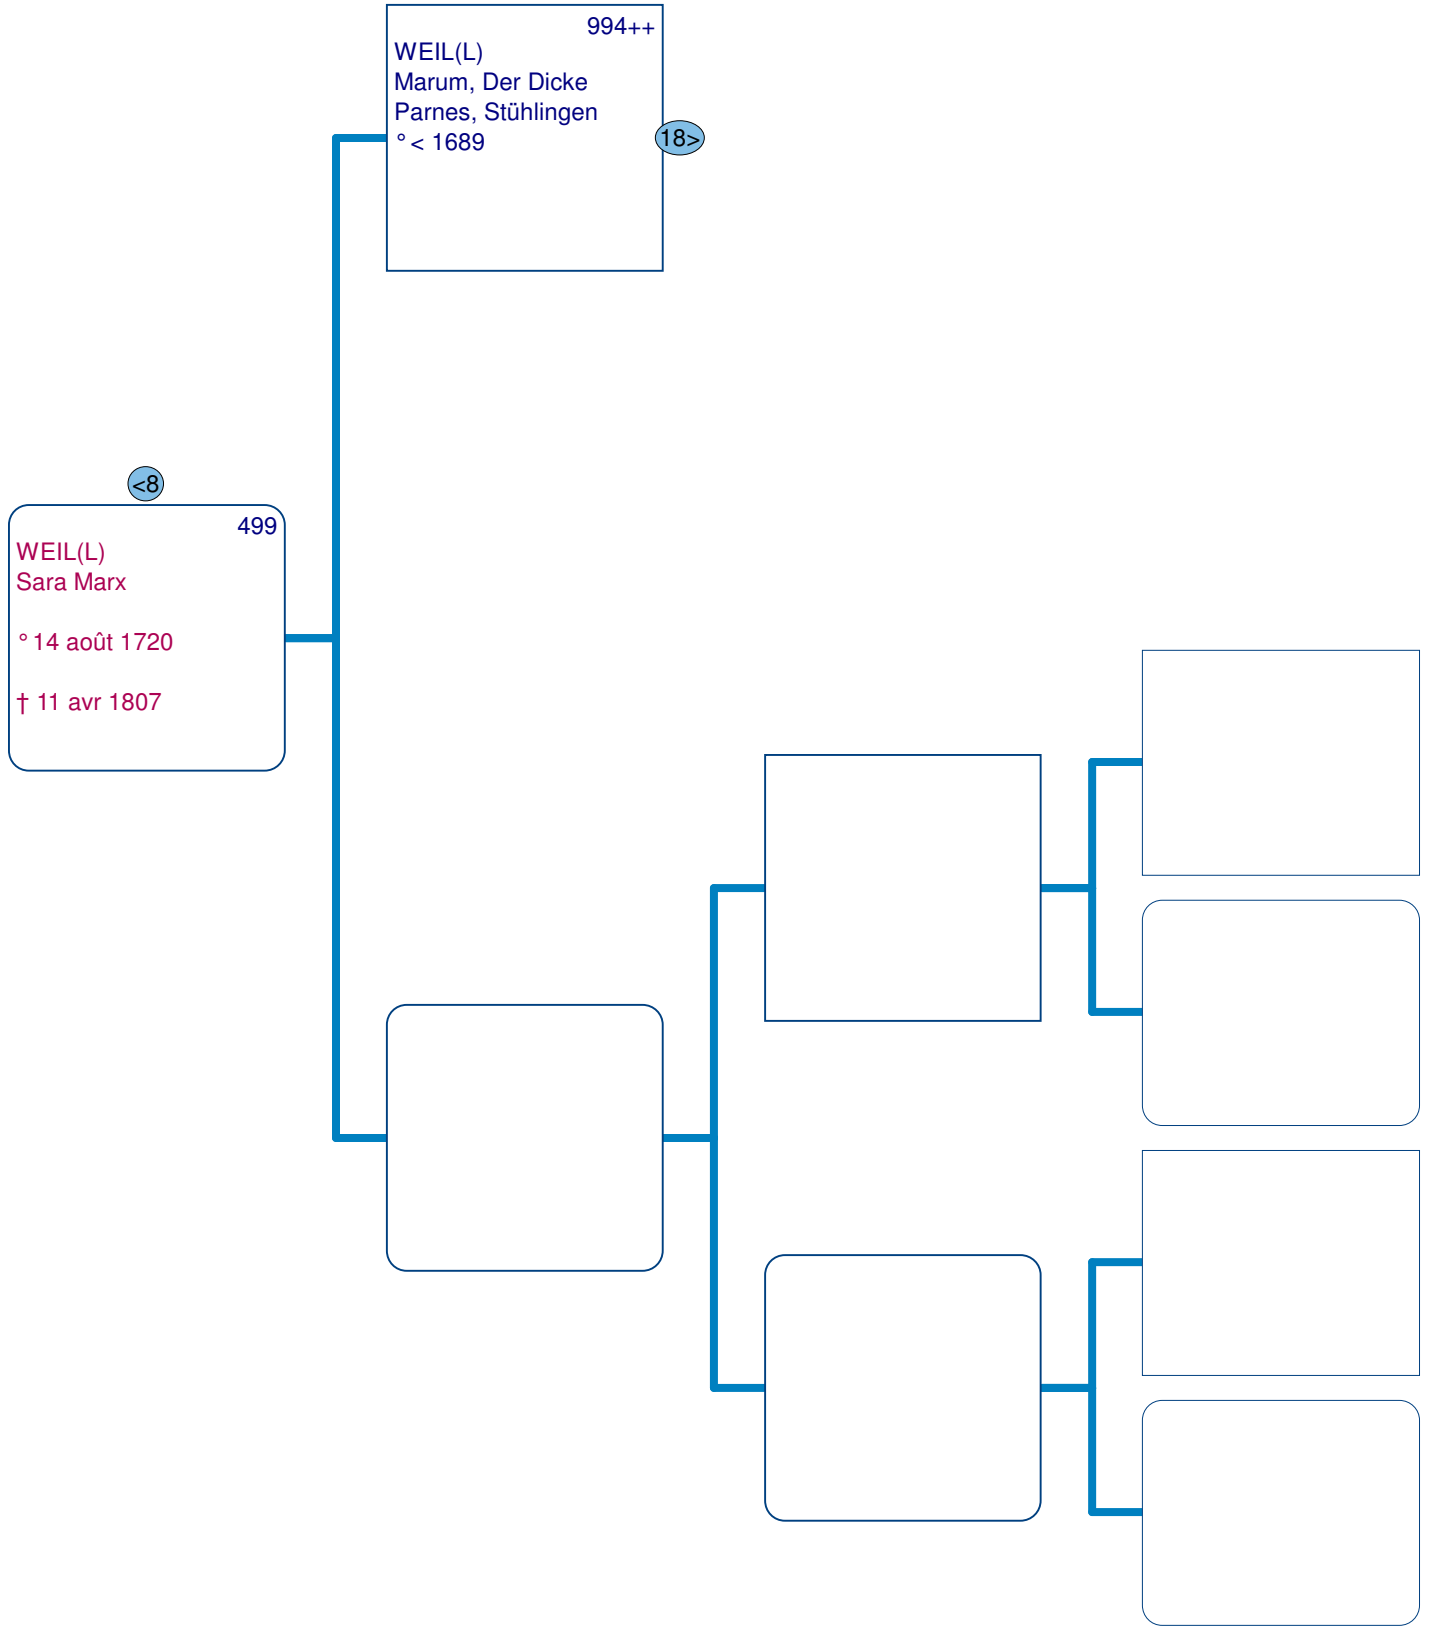 994++
WEIL(L)
Marum, Der Dicke
Parnes, Stühlingen
° < 1689
18>
<8
499
WEIL(L)
Sara Marx
° 14 août 1720
† 11 avr 1807